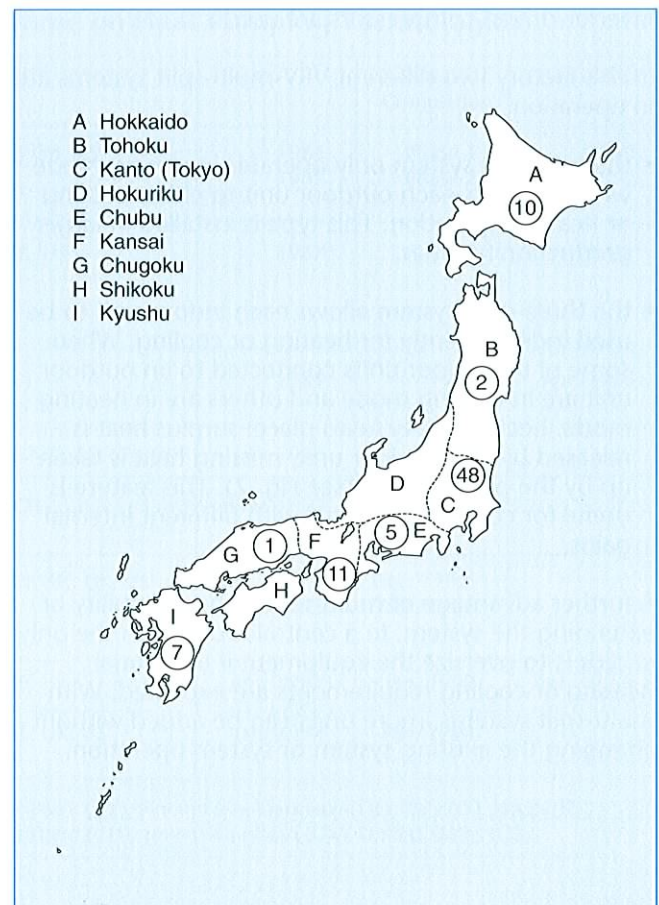 A Hokkaido
B Tohoku
C Kanto (Tokyo)
D Hokuriku
E Chubu
F Kansai
G Chugoku
H Shikoku
I Kyushu
A
10
B
2
48
D
C
5 E
G 1 F
11
H
I
7